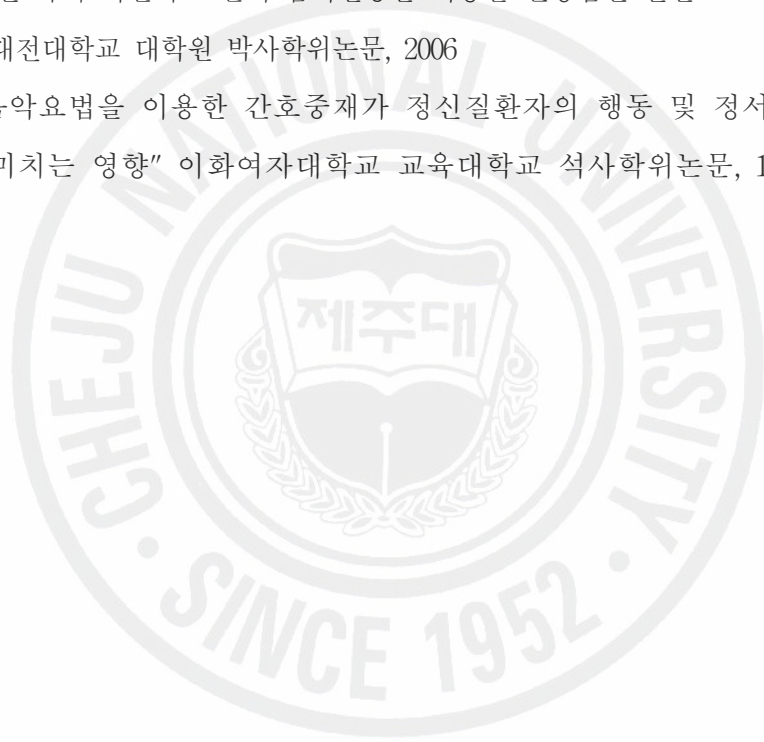 대전대학교 대학원 박사학위논문, 2006
음악요법을 이용한 간호중재가 정신질환자의 행동 및 정서
미치는 영향" 이화여자대학교 교육대학교 석사학위논문, 1
CHEJU NATIONAL UNIVERSITY
제주대
· SINCE 1952 ·